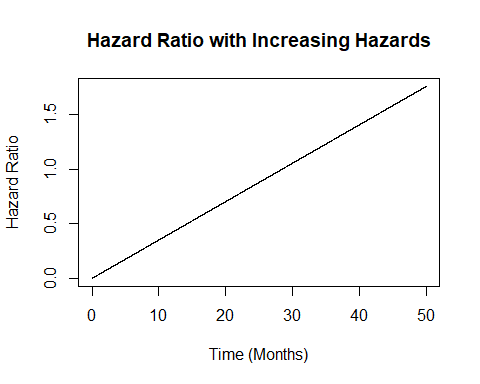 Hazard Ratio with Increasing Hazards
Hazard Ratio
1.5
1.0
0.5
0.0
0 10 20 30 40 50
Time (Months)